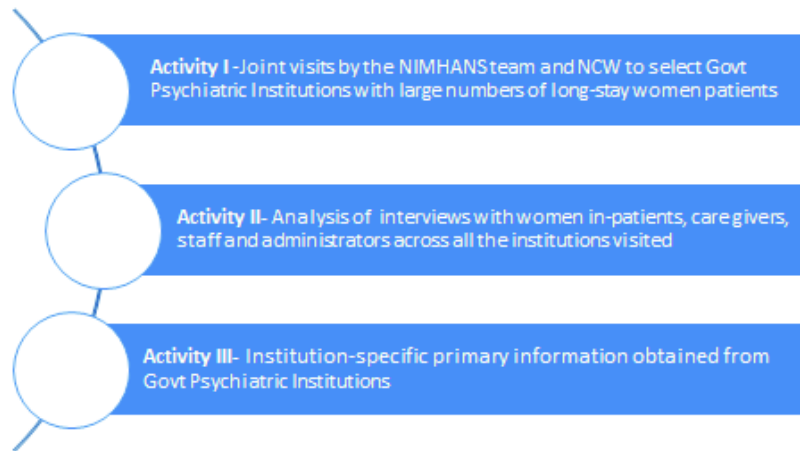 Activity I -Joint visits by the NIMHANS team and NCW to select Govt
Psychiatric Institutions with large numbers of long-stay women patients
Activity II- Analysis of interviews with women in-patients, care givers,
staff and administrators across all the institutions visited
Activity III- Institution-specific primary information obtained from
Govt Psychiatric Institutions